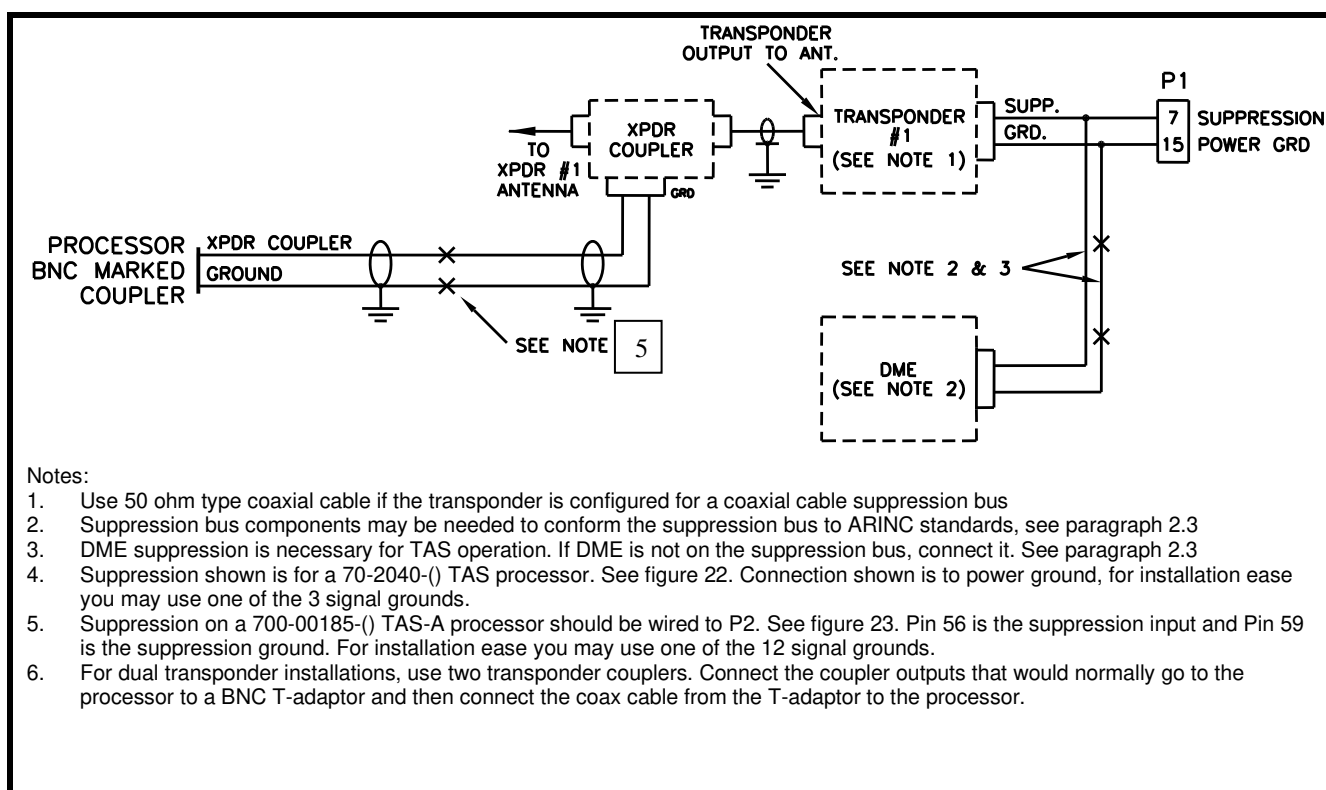 TRANSPONDER
OUTPUT TO ANT.
P1
XPDR
COUPLER
TRANSPONDER
#1
(SEE NOTE 1)
SUPP.
GRD.
7 SUPPRESSION
15 POWER GRD
TO
XPDR #1
ANTENNA
GRD
PROCESSOR
BNC MARKED
COUPLER
XPDR COUPLER
GROUND
SEE NOTE 2 & 3
SEE NOTE 5
DME
(SEE NOTE 2)
Notes:
1. Use 50 ohm type coaxial cable if the transponder is configured for a coaxial cable suppression bus
2. Suppression bus components may be needed to conform the suppression bus to ARINC standards, see paragraph 2.3
3. DME suppression is necessary for TAS operation. If DME is not on the suppression bus, connect it. See paragraph 2.3
4. Suppression shown is for a 70-2040-() TAS processor. See figure 22. Connection shown is to power ground, for installation ease
you may use one of the 3 signal grounds.
5. Suppression on a 700-00185-() TAS-A processor should be wired to P2. See figure 23. Pin 56 is the suppression input and Pin 59
is the suppression ground. For installation ease you may use one of the 12 signal grounds.
6. For dual transponder installations, use two transponder couplers. Connect the coupler outputs that would normally go to the
processor to a BNC T-adaptor and then connect the coax cable from the T-adaptor to the processor.